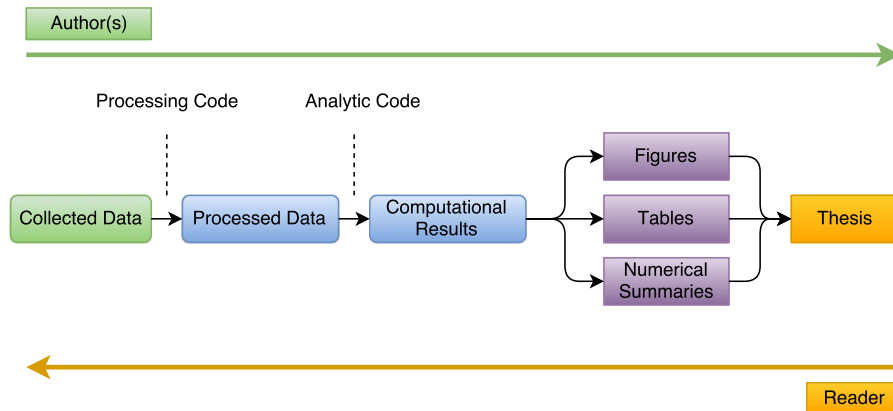 Author(s)
Processing Code
Analytic Code
Collected Data
Processed Data
Computational
Results
Figures
Tables
Numerical
Summaries
Thesis
Reader